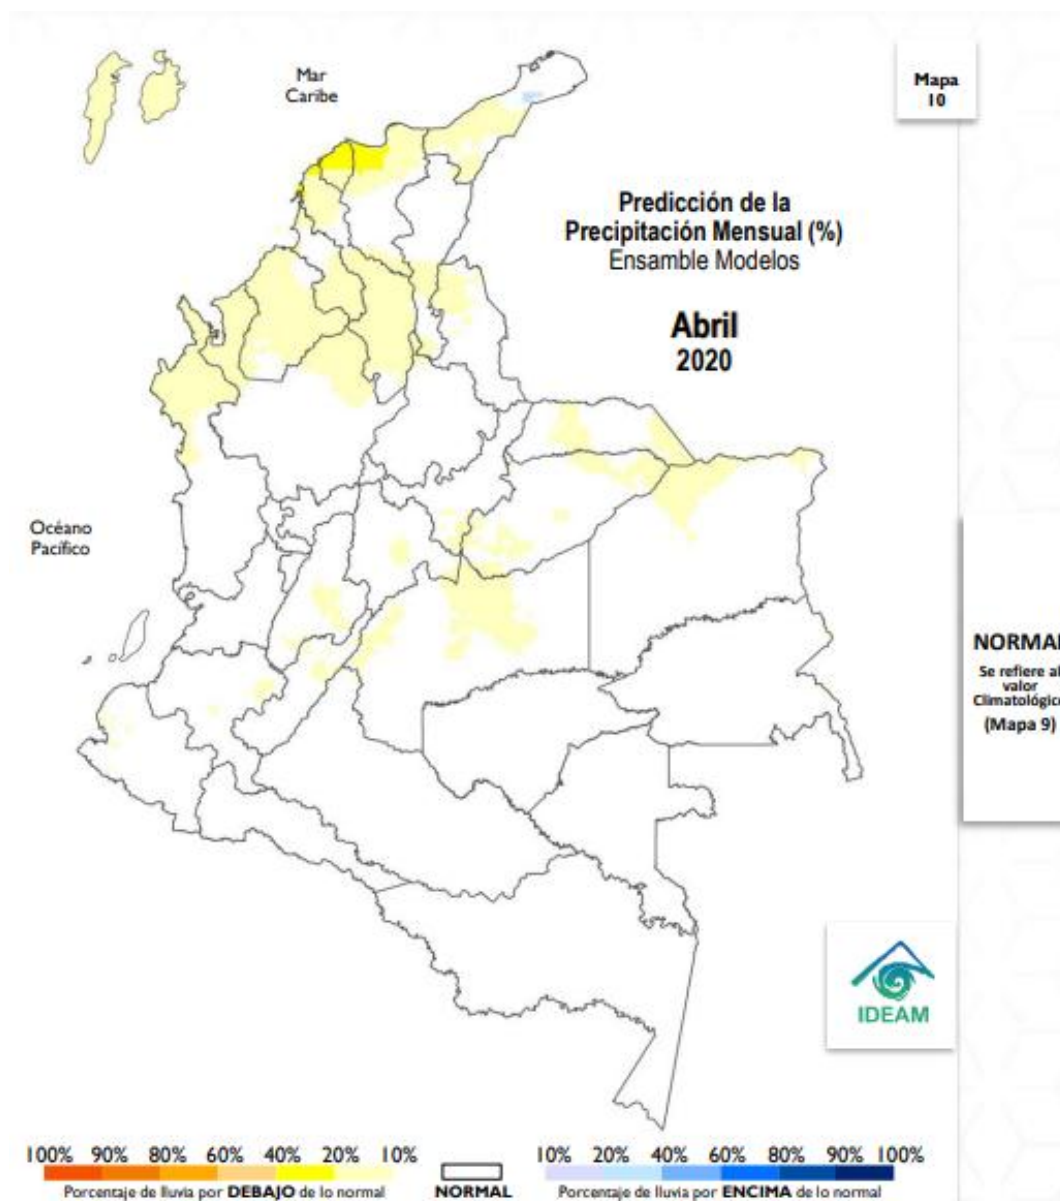 Mar
Caribe
Mapa
10
Predicción de la
Precipitación Mensual (%)
Ensamble Modelos
Abril
2020
Océano
Pacífico
NORMAL
Se refiere al
valor
Climatológico
(Mapa 9)
IDEAM
100% 90% 80% 60% 40% 20% 10%
Porcentaje de lluvia por DEBAJO de lo normal
NORMAL
10% 20% 40% 60% 80% 90% 100%
Porcentaje de lluvia por ENCIMA de lo normal